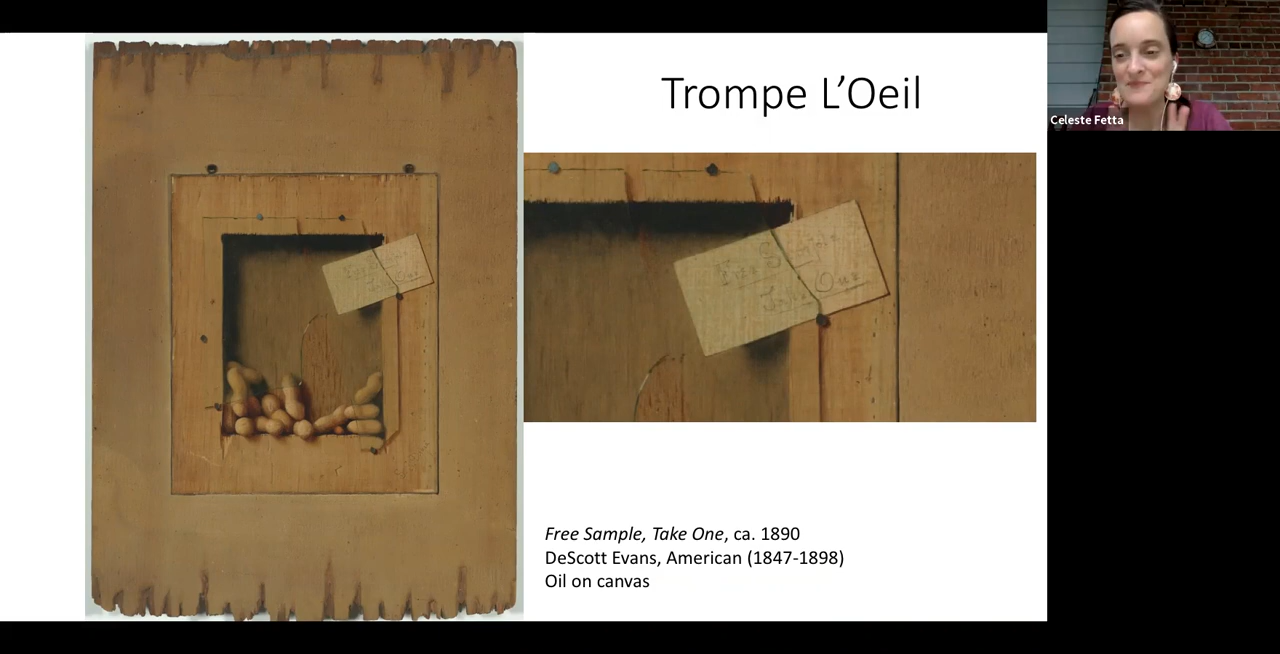 Trompe L’Oeil
Celeste Fetta
Free Sample, Take One, ca. 1890
DeScott Evans, American (1847-1898)
Oil on canvas